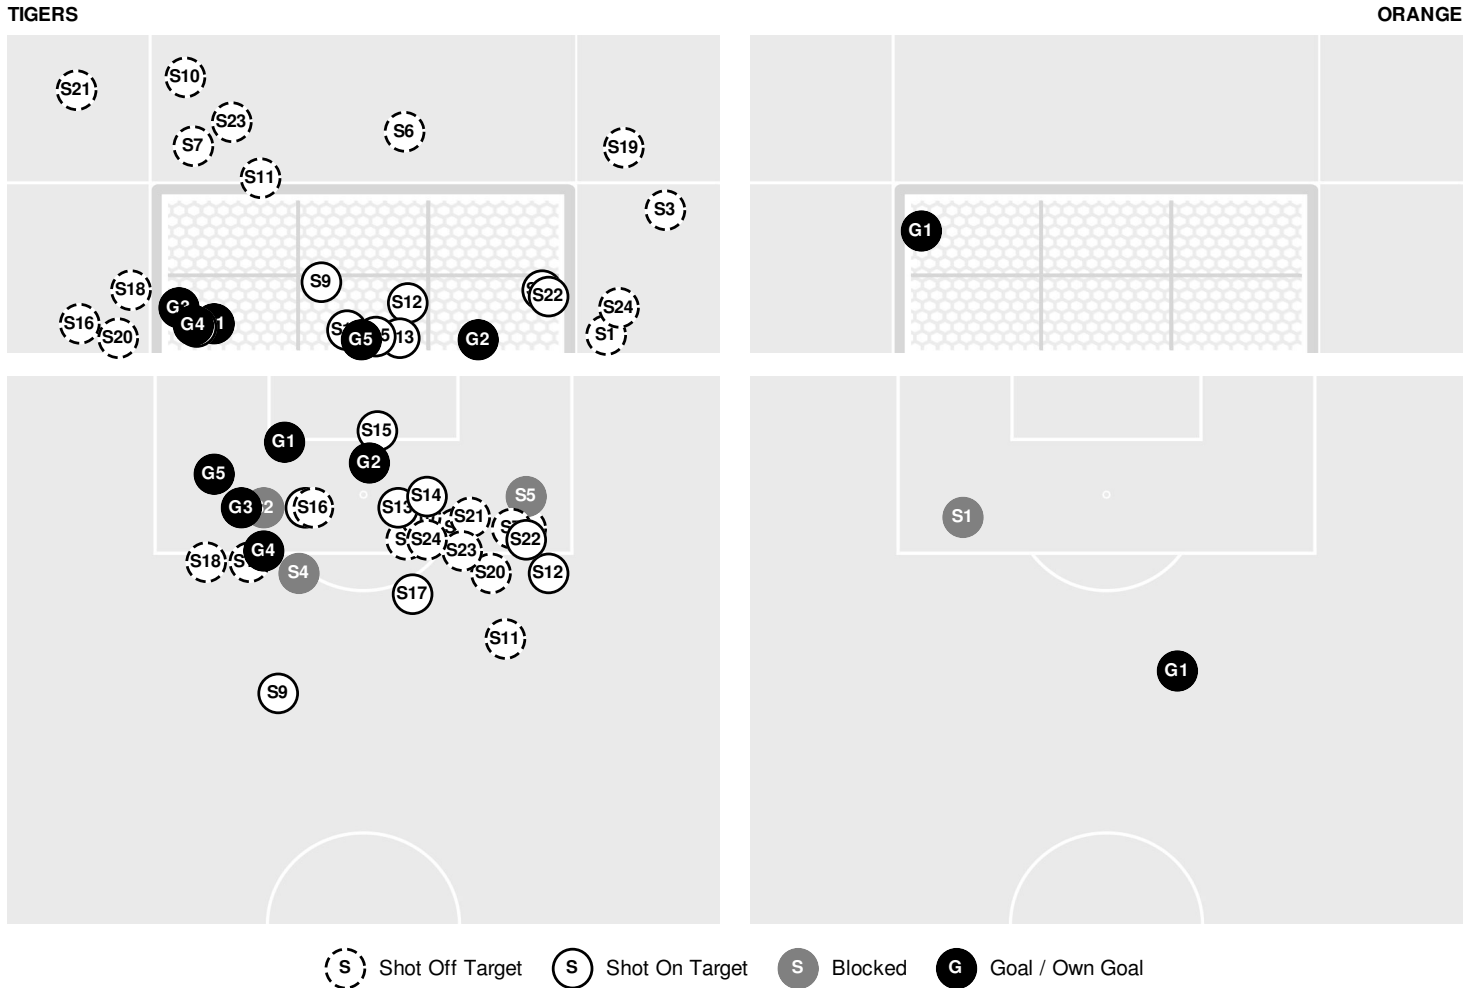 TIGERS
ORANGE
S21
S10
S23
S7
S6
S19
S11
S3
G1
S9
S18
S22
S12
S24
S16
G4
S20
G5
13
G2
S1
S15
G1
G2
G5
S14
S5
G3
S16
S13
S21
S1
S24
S22
S23
G4
S18
S4
S20
S12
S17
S11
G1
S9
S Shot Off Target
S Shot On Target
S Blocked
G Goal / Own Goal